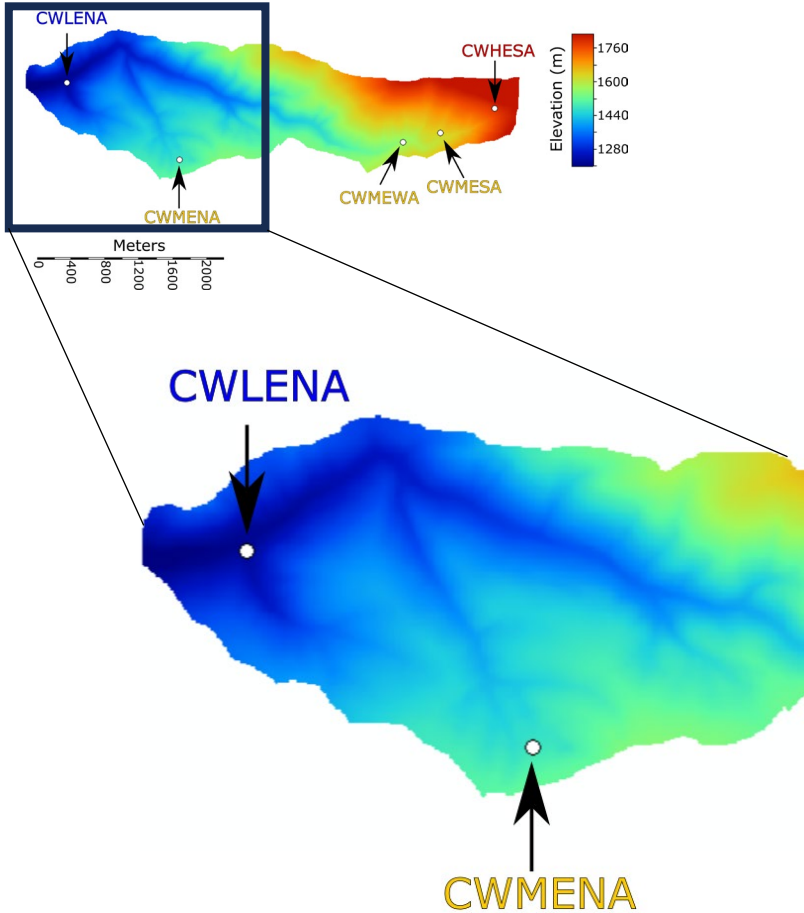 CWLENA
CWHESA
CWMEWA
CWMESA
CWMENA
Elevation (m)
1760
1600
1440
1280
Meters
0
400
800
1200
1600
2000
CWLENA
CWMENA